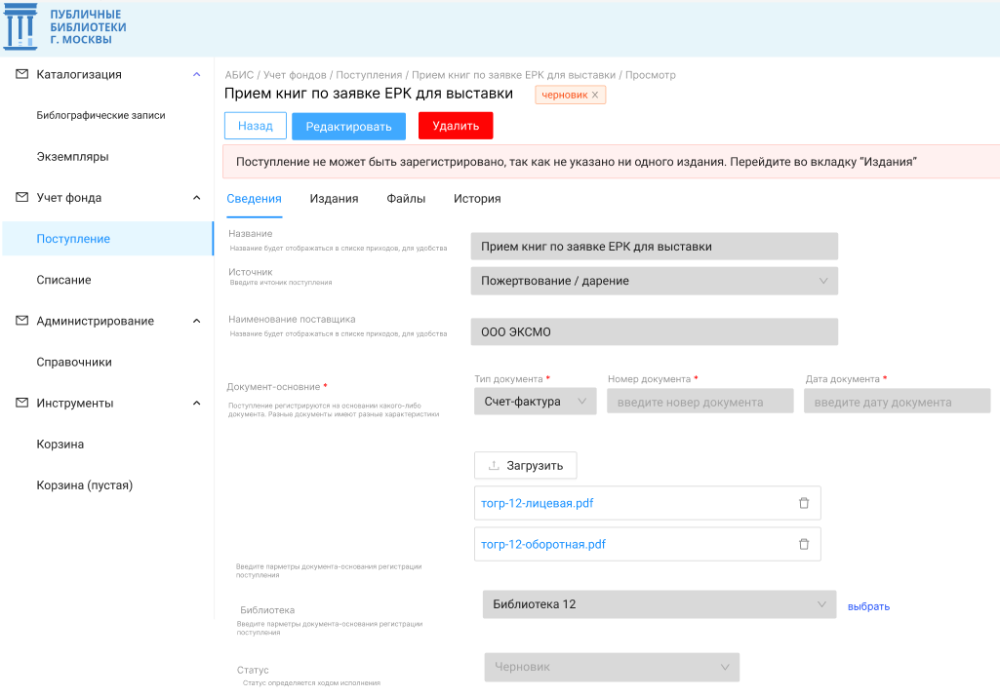 ПУБЛИЧНЫЕ
БИБЛИОТЕКИ
Г. МОСКВЫ
Каталогизация
Библографические записи
Экземпляры
Учет фонда
Поступление
Списание
Администрирование
Справочники
Инструменты
Корзина
Корзина (пустая)
АБИС / Учет фондов / Поступления / Прием книг по заявке ЕРК для выставки / Просмотр
Прием книг по заявке ЕРК для выставки
черновик
Назад
Редактировать
Удалить
Поступление не может быть зарегистрировано, так как не указано ни одного издания. Перейдите во вкладку "Издания"
Сведения
Издания
Файлы
История
Название
Название будет отображаться в списке приходов, для удобства
Прием книг по заявке ЕРК для выставки
Источник
Введите ичтоник поступления
Пожертвование / дарение
Наименование поставщика
Название будет отображаться в списке приходов, для удобства
ООО ЭКСМО
Документ-основние *
Поступление регистрируются на основании какого-либо
документа. Разные документы имеют разные характеристики
Тип документа *
Счет-фактура
Номер документа *
введите номер документа
Дата документа *
введите дату документа
Загрузить
тогр-12-лицевая.pdf
тогр-12-оборотная.pdf
Введите парметры документа-основания регистрации
поступления
Библиотека
Введите парметры документа-основания регистрации
поступления
Библиотека 12
выбрать
Статус
Статус определяется ходом исполнения
Черновик